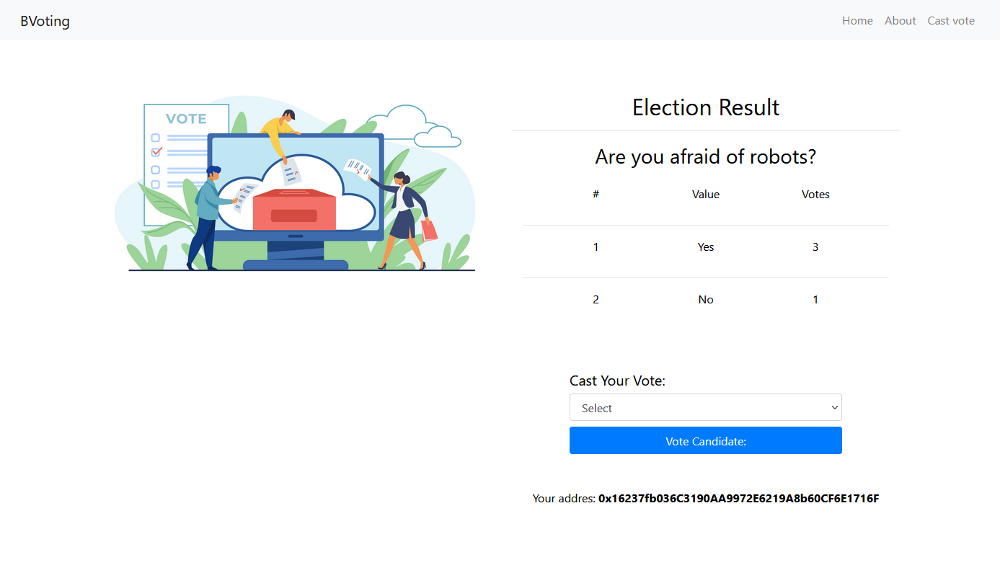 BVoting
Home About Cast vote
VOTE
Election Result
Are you afraid of robots?
# Value Votes
1 Yes 3
2 No 1
Cast Your Vote:
Select
Vote Candidate:
Your addres: 0x16237fb036C3190AA9972E6219A8b60CF6E1716F